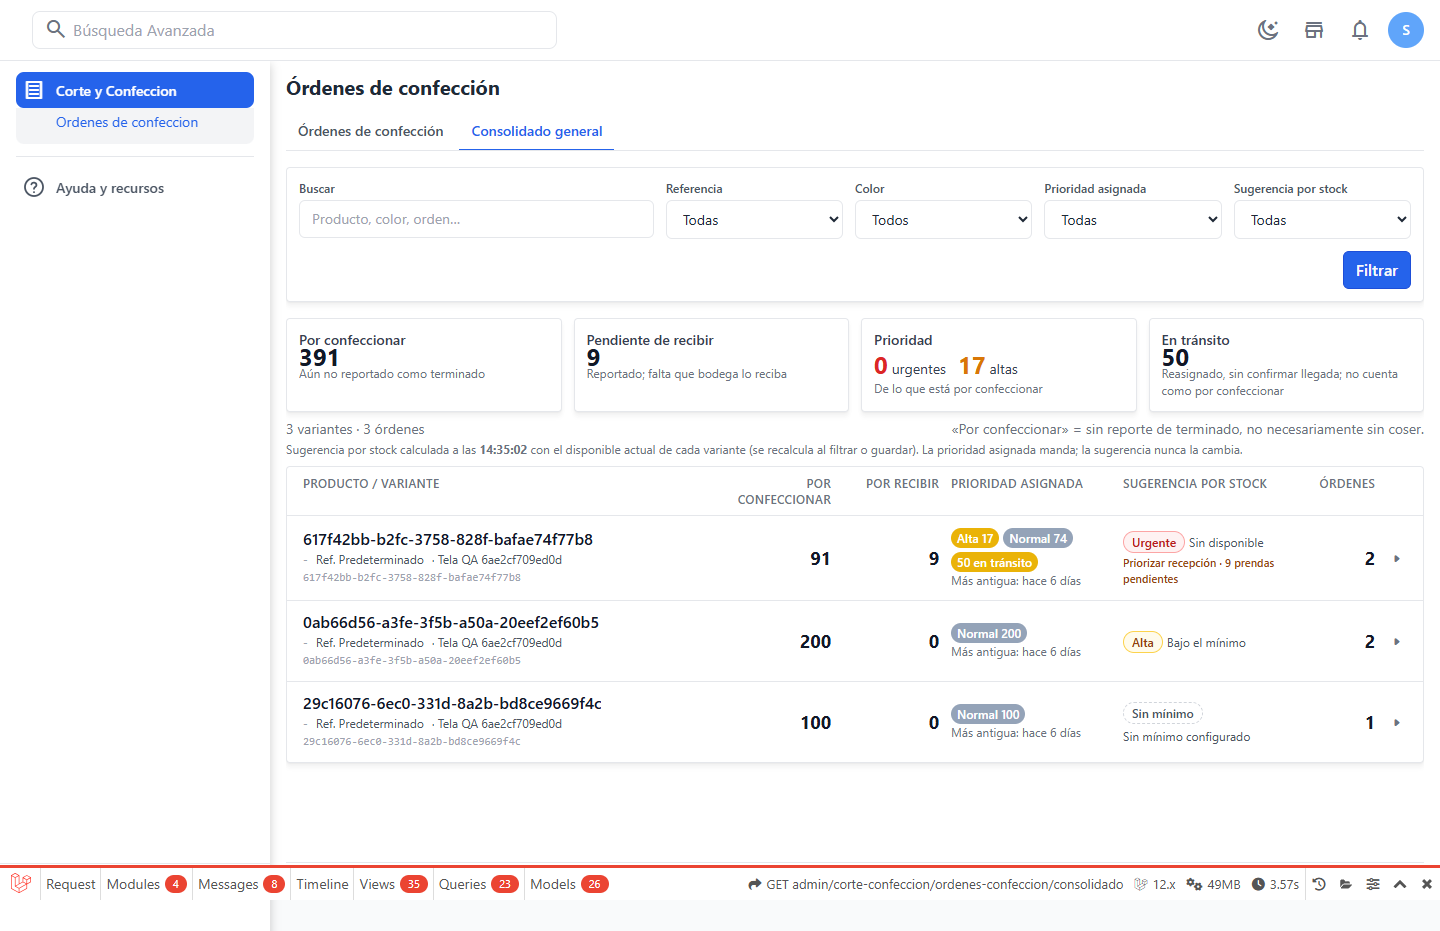 Búsqueda Avanzada
S
Corte y Confeccion
Ordenes de confeccion
Ayuda y recursos
Órdenes de confección
Órdenes de confección
Consolidado general
Buscar
Referencia
Color
Prioridad asignada
Sugerencia por stock
Producto, color, orden...
Todas
Todos
Todas
Todas
Filtrar
Por confeccionar
391
Aún no reportado como terminado
Pendiente de recibir
9
Reportado; falta que bodega lo reciba
Prioridad
0 urgentes 17 altas
De lo que está por confeccionar
En tránsito
50
Reasignado, sin confirmar llegada; no cuenta
como por confeccionar
3 variantes · 3 órdenes
«Por confeccionar» = sin reporte de terminado, no necesariamente sin coser.
Sugerencia por stock calculada a las 14:35:02 con el disponible actual de cada variante (se recalcula al filtrar o guardar). La prioridad asignada manda; la sugerencia nunca la cambia.
PRODUCTO / VARIANTE
POR
CONFECCIONAR
POR RECIBIR
PRIORIDAD ASIGNADA
SUGERENCIA POR STOCK
ÓRDENES
617f42bb-b2fc-3758-828f-bafae74f77b8
- Ref. Predeterminado · Tela QA 6ae2cf709ed0d
617f42bb-b2fc-3758-828f-bafae74f77b8
91
9
Alta 17 Normal 74
50 en tránsito
Más antigua: hace 6 días
Urgente Sin disponible
Priorizar recepción · 9 prendas
pendientes
2
0ab66d56-a3fe-3f5b-a50a-20eef2ef60b5
- Ref. Predeterminado · Tela QA 6ae2cf709ed0d
0ab66d56-a3fe-3f5b-a50a-20eef2ef60b5
200
0
Normal 200
Más antigua: hace 6 días
Alta Bajo el mínimo
2
29c16076-6ec0-331d-8a2b-bd8ce9669f4c
- Ref. Predeterminado · Tela QA 6ae2cf709ed0d
29c16076-6ec0-331d-8a2b-bd8ce9669f4c
100
0
Normal 100
Más antigua: hace 6 días
Sin mínimo
Sin mínimo configurado
1
Request Modules 4 Messages 8 Timeline Views 35 Queries 23 Models 26 GET admin/corte-confeccion/ordenes-confeccion/consolidado 12.x 49MB 3.57s